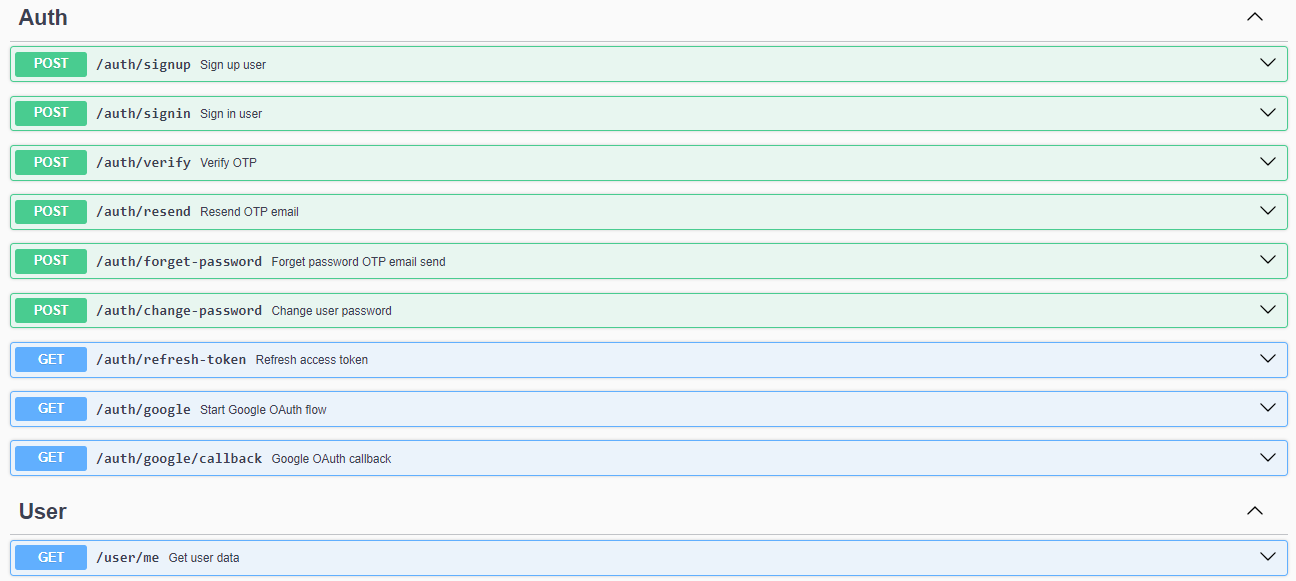 Auth
POST /auth/signup Sign up user
POST /auth/signin Sign in user
POST /auth/verify Verify OTP
POST /auth/resend Resend OTP email
POST /auth/forget-password Forget password OTP email send
POST /auth/change-password Change user password
GET /auth/refresh-token Refresh access token
GET /auth/google Start Google OAuth flow
GET /auth/google/callback Google OAuth callback
User
GET /user/me Get user data